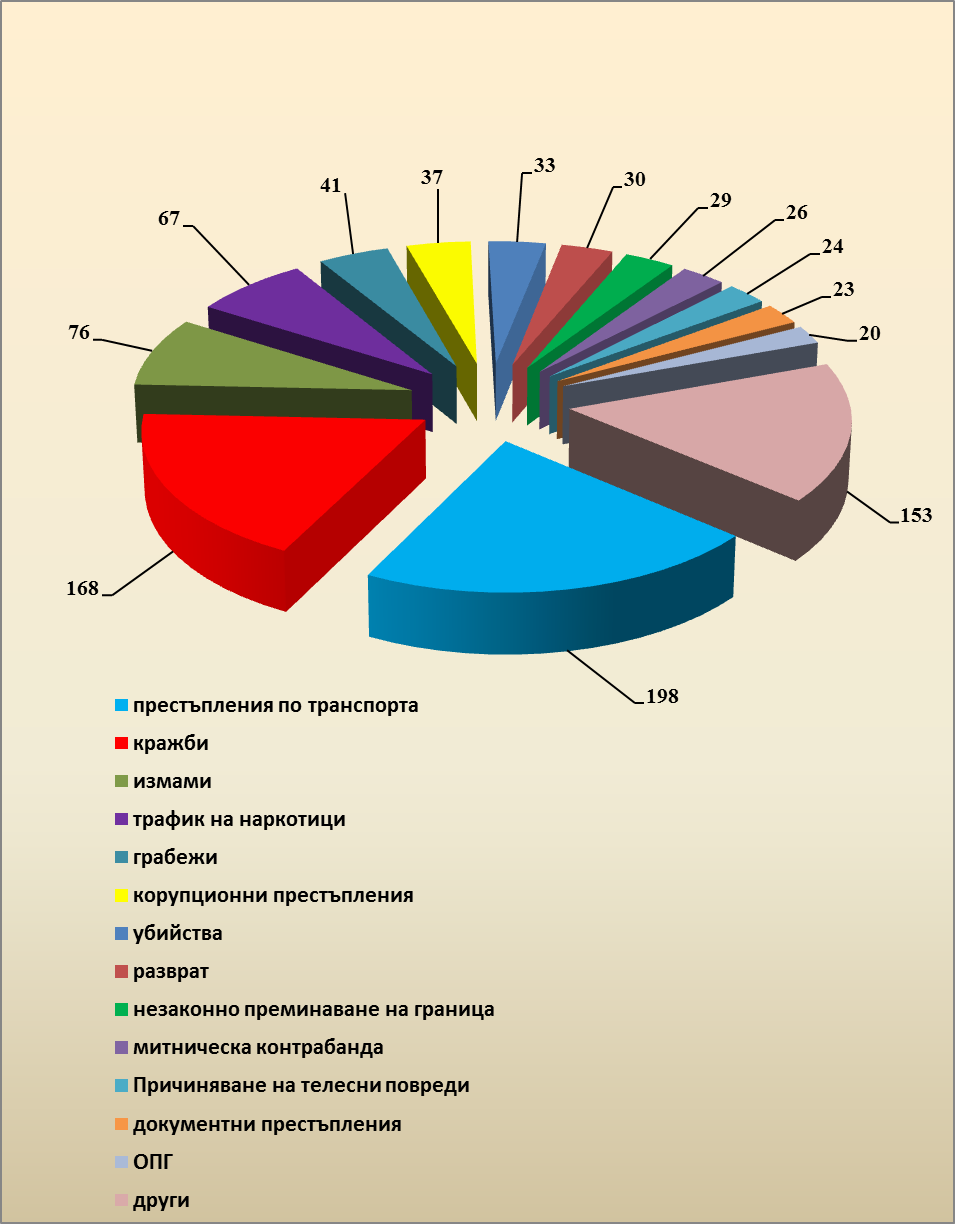 33
37
30
41
29
26
67
24
23
76
20
153
168
198
престъпления по транспорта
кражби
измами
трафик на наркотици
грабежи
корупционни престъпления
убийства
разврат
незаконно преминаване на граница
митническа контрабанда
Причиняване на телесни повреди
документни престъпления
ОПГ
други